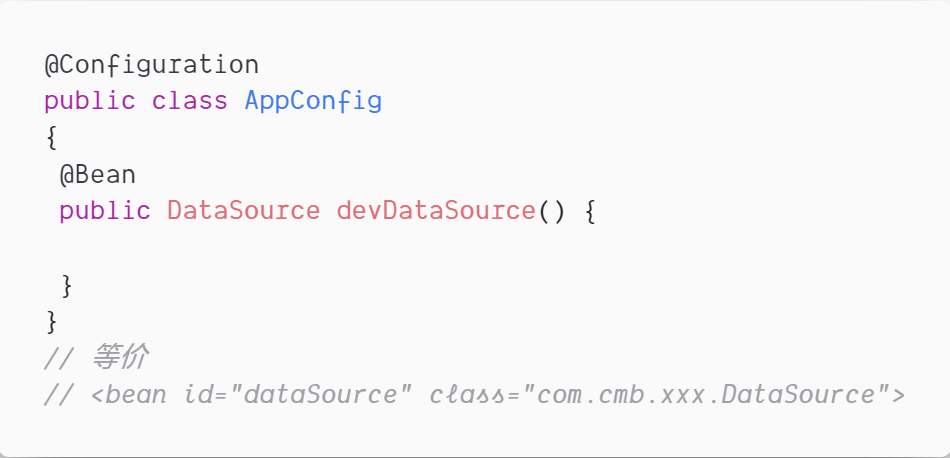 @Configuration
public class AppConfig
{
@Bean
public DataSource devDataSource() {
}
}
// 等价
// <bean id="dataSource" class="com.cmb.xxx.DataSource">